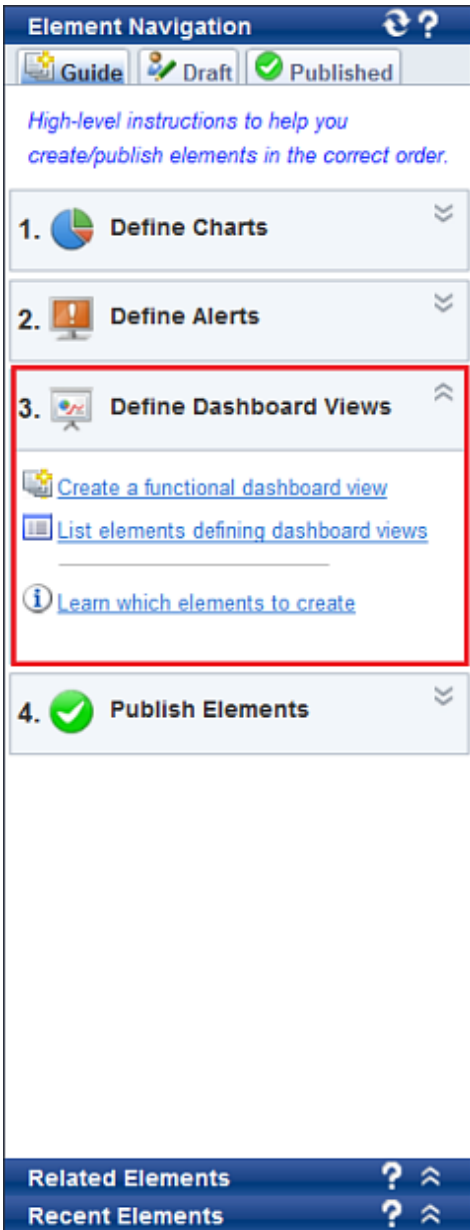 Element Navigation ?
Guide Draft Published
High-level instructions to help you
create/publish elements in the correct order.
1. Define Charts
2. Define Alerts
3. Define Dashboard Views
Create a functional dashboard view
List elements defining dashboard views
Learn which elements to create
4. Publish Elements
Related Elements ?
Recent Elements ?